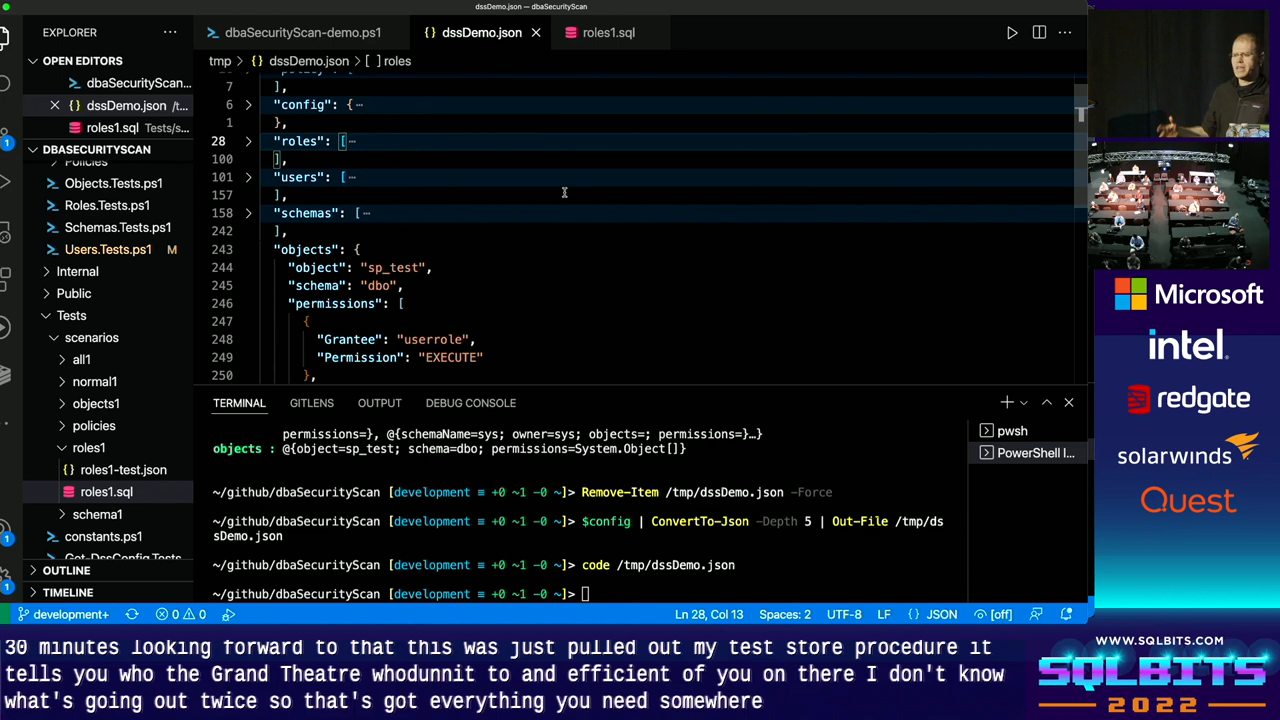 dssDemo.json — dbaSecurityScan
EXPLORER
OPEN EDITORS
dbaSecurityScan...
dssDemo.json /t...
roles1.sql Tests/s...
DBASECURITYSCAN
Policies
Objects.Tests.ps1
Roles.Tests.ps1
Schemas.Tests.ps1
Users.Tests.ps1 M
Internal
Public
Tests
scenarios
all1
normal1
objects1
policies
roles1
roles1-test.json
roles1.sql
schema1
constants.ps1
Get-DssConfig.Tests
OUTLINE
TIMELINE
dbaSecurityScan-demo.ps1
dssDemo.json
roles1.sql
tmp > dssDemo.json > [ ] roles
7 ],
6 "config": {
1 },
28 "roles": [
100 ],
101 "users": [
157 ],
158 "schemas": [
242 ],
243 "objects": {
244 "object": "sp_test",
245 "schema": "dbo",
246 "permissions": [
247 {
248 "Grantee": "userrole",
249 "Permission": "EXECUTE"
250 },
TERMINAL GITLENS OUTPUT DEBUG CONSOLE
permissions=}, @{schemaName=sys; owner=sys; objects=; permissions=}…}
objects : @{object=sp_test; schema=dbo; permissions=System.Object[]}
~/github/dbaSecurityScan [development ≡ +0 ~1 -0 ~]> Remove-Item /tmp/dssDemo.json -Force
~/github/dbaSecurityScan [development ≡ +0 ~1 -0 ~]> $config | ConvertTo-Json -Depth 5 | Out-File /tmp/ds
sDemo.json
~/github/dbaSecurityScan [development ≡ +0 ~1 -0 ~]> code /tmp/dssDemo.json
~/github/dbaSecurityScan [development ≡ +0 ~1 -0 ~]>
pwsh
PowerShell I...
development+ 0 0 Ln 28, Col 13 Spaces: 2 UTF-8 LF { } JSON [off]
Microsoft
intel.
redgate
solarwinds
Quest
30 minutes looking forward to that this was just pulled out my test store procedure it
tells you who the Grand Theatre whodunnit to and efficient of you on there I don't know
what's going out twice so that's got everything you need somewhere
WWW.SQLBITS.COM
SQLBITS
2022